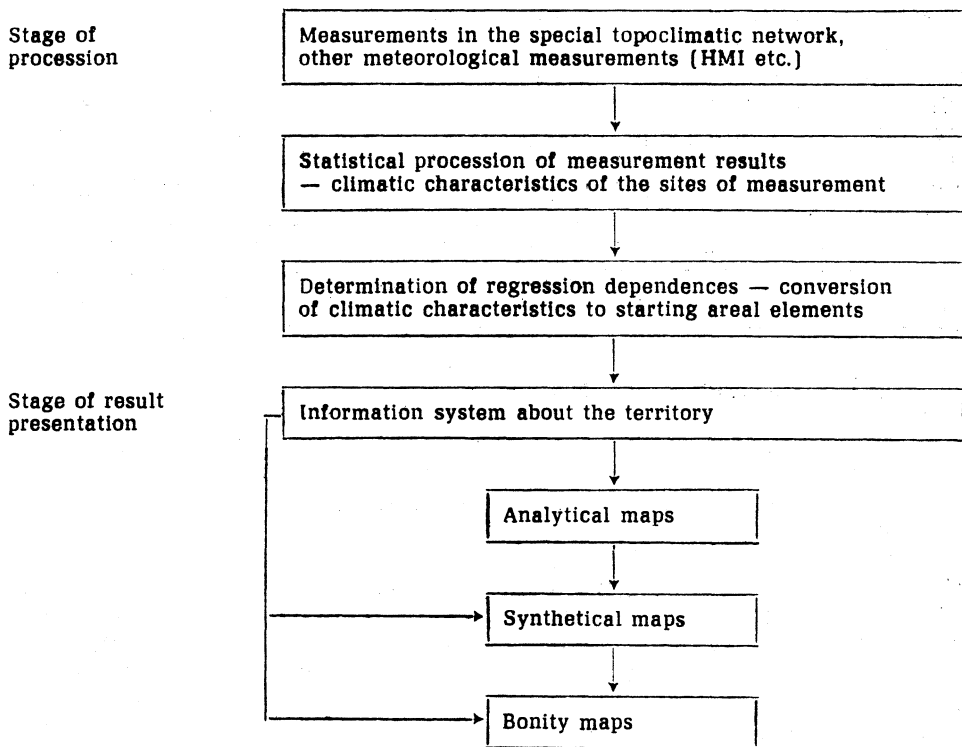 Stage of
procession
Measurements in the special topoclimatic network,
other meteorological measurements (HMI etc.)
Statistical procession of measurement results
— climatic characteristics of the sites of measurement
Determination of regression dependences — conversion
of climatic characteristics to starting areal elements
Stage of result
presentation
Information system about the territory
Analytical maps
Synthetical maps
Bonity maps